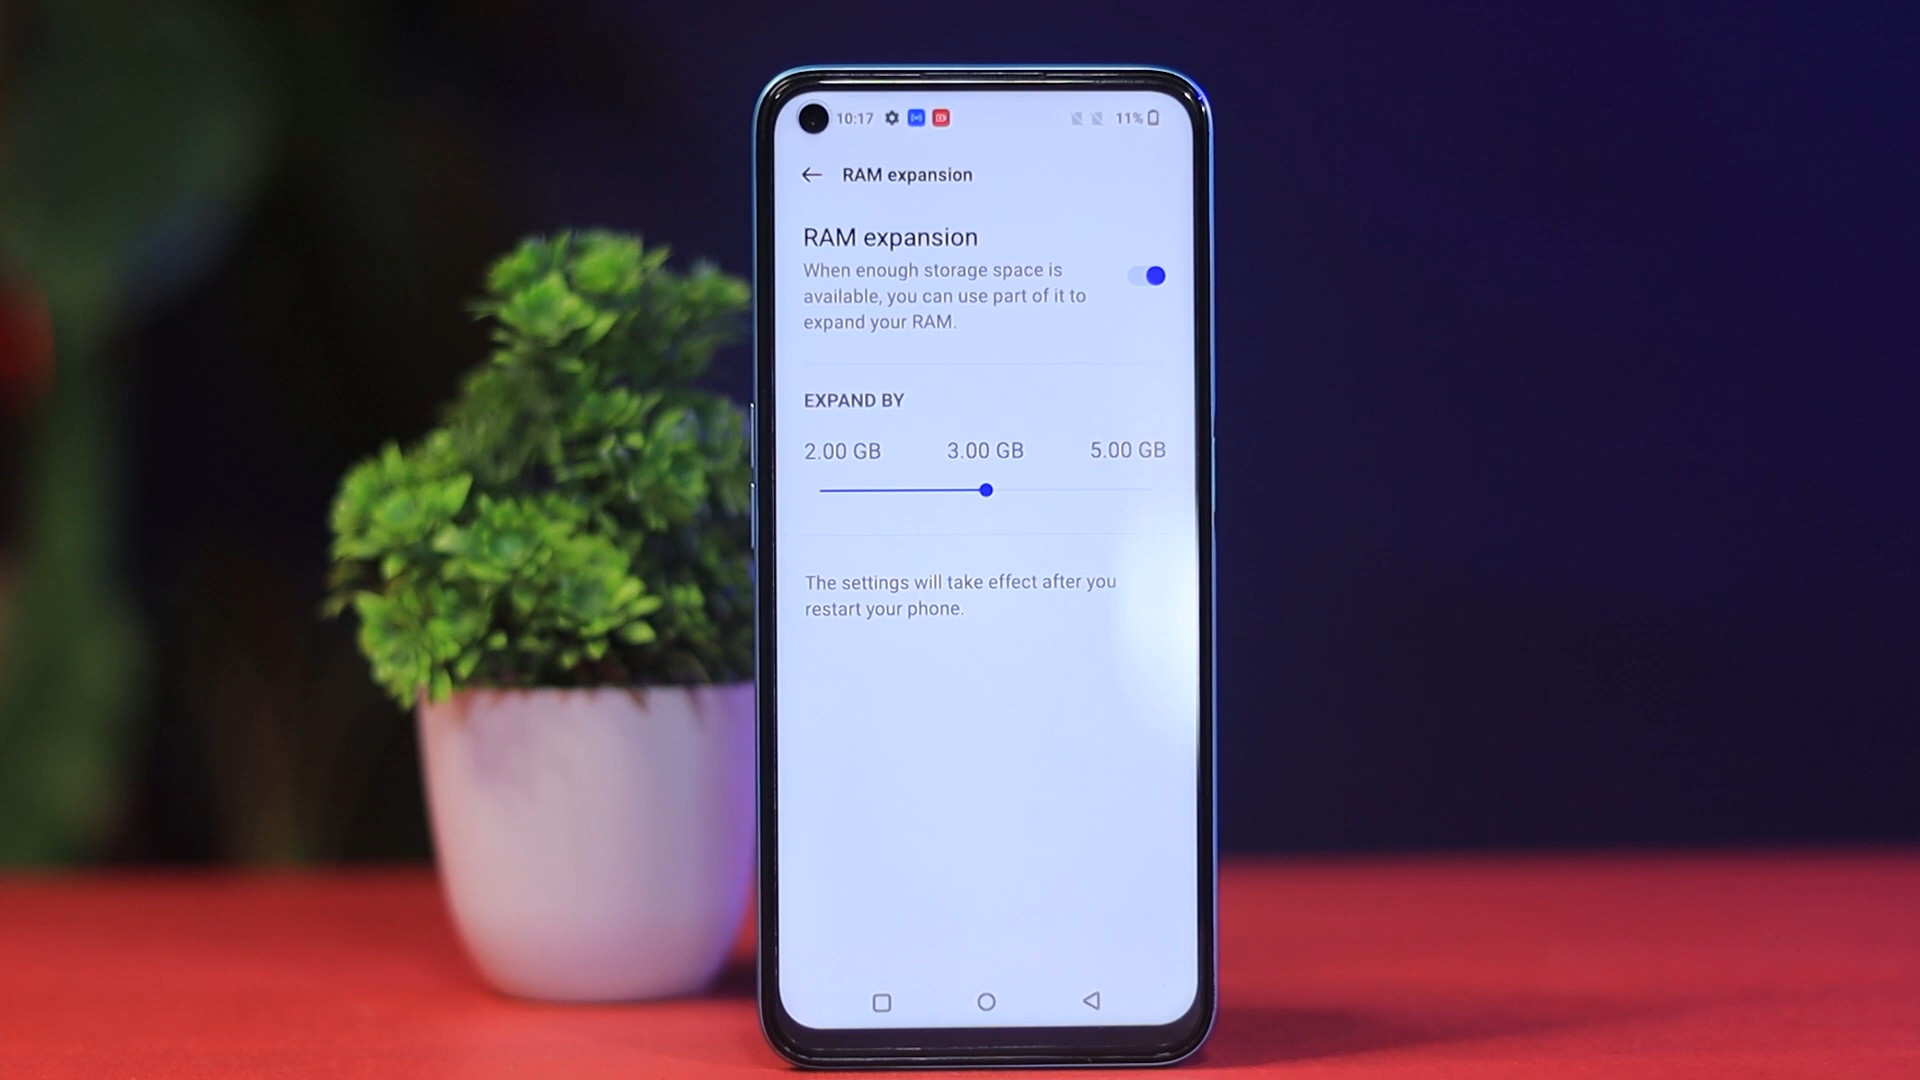 10:17 11%
RAM expansion
RAM expansion
When enough storage space is
available, you can use part of it to
expand your RAM.
EXPAND BY
2.00 GB 3.00 GB 5.00 GB
The settings will take effect after you
restart your phone.